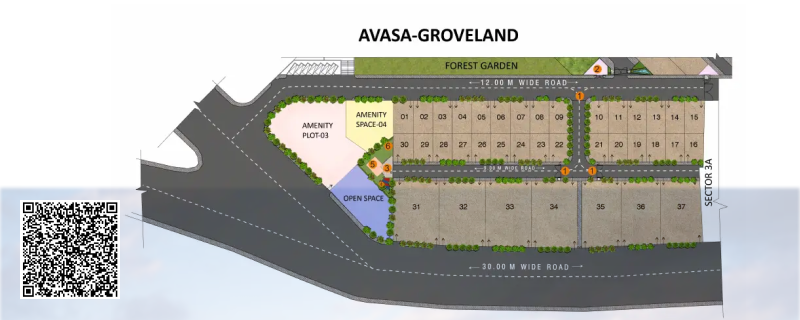 AVASA-GROVELAND
FOREST GARDEN
2
12.00 M WIDE ROAD
1
AMENITY
SPACE-04
AMENITY
PLOT-03
01 02 03 04 05 06 07 08 09 10 11 12 13 14 15
30 29 28 27 26 25 24 23 22 21 20 19 18 17 16
6
5
3
1 1
SECTOR 3A
OPEN SPACE
31 32 33 34 35 36 37
30.00 M WIDE ROAD